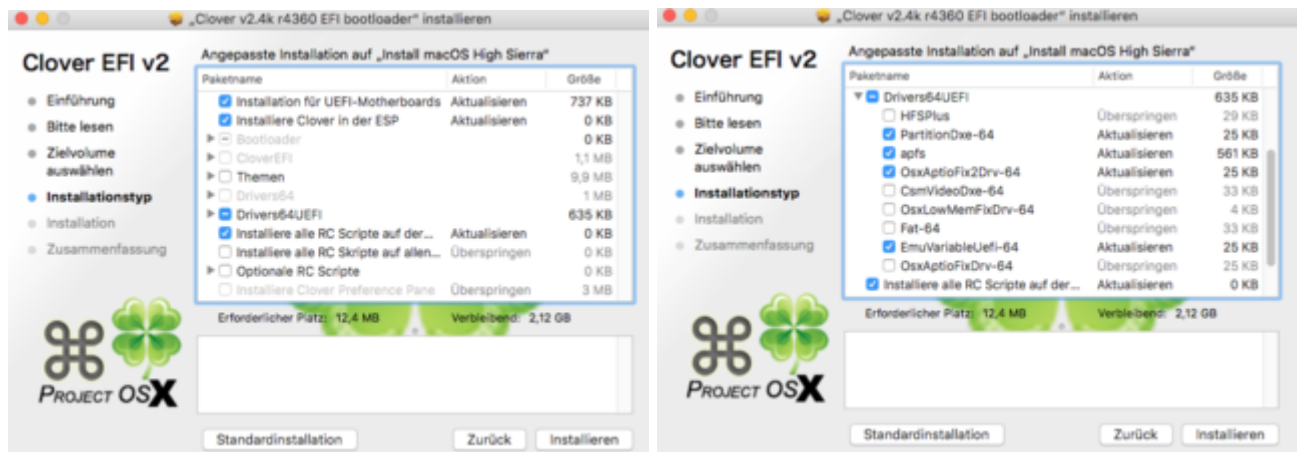 „Clover v2.4k r4360 EFI bootloader“ installieren
Clover EFI v2
Einführung
Bitte lesen
Zielvolume
auswählen
Installationstyp
Installation
Zusammenfassung
Angepasste Installation auf „Install macOS High Sierra“
Paketname Aktion Größe
Installation für UEFI-Motherboards Aktualisieren 737 KB
Installiere Clover in der ESP Aktualisieren 0 KB
Bootloader 0 KB
CloverEFI 1,1 MB
Themen 9,9 MB
Drivers64 1 MB
Drivers64UEFI 635 KB
Installiere alle RC Scripte auf der... Aktualisieren 0 KB
Installiere alle RC Skripte auf allen... Überspringen 0 KB
Optionale RC Scripte 0 KB
Installiere Clover Preference Pane Überspringen 3 MB
Erforderlicher Platz: 12,4 MB Verbleibend: 2,12 GB
PROJECT OSX
Standardinstallation Zurück Installieren
„Clover v2.4k r4360 EFI bootloader“ installieren
Clover EFI v2
Einführung
Bitte lesen
Zielvolume
auswählen
Installationstyp
Installation
Zusammenfassung
Angepasste Installation auf „Install macOS High Sierra“
Paketname Aktion Größe
Drivers64UEFI 635 KB
HFSPlus Überspringen 29 KB
PartitionDxe-64 Aktualisieren 25 KB
apfs Aktualisieren 561 KB
OsxAptioFix2Drv-64 Aktualisieren 25 KB
CsmVideoDxe-64 Überspringen 33 KB
OsxLowMemFixDrv-64 Überspringen 4 KB
Fat-64 Überspringen 33 KB
EmuVariableUefi-64 Aktualisieren 25 KB
OsxAptioFixDrv-64 Überspringen 25 KB
Installiere alle RC Scripte auf der... Aktualisieren 0 KB
Erforderlicher Platz: 12,4 MB Verbleibend: 2,12 GB
PROJECT OSX
Standardinstallation Zurück Installieren